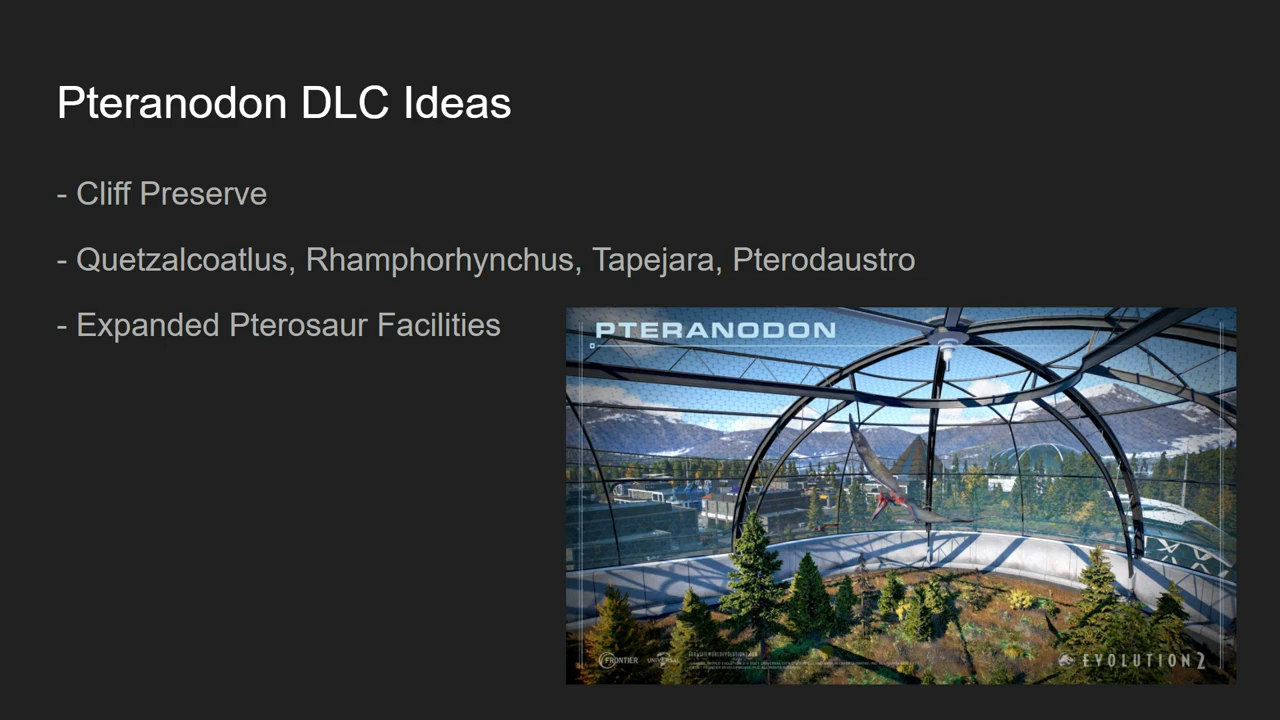 Pteranodon DLC Ideas
- Cliff Preserve
- Quetzalcoatlus, Rhamphorhynchus, Tapejara, Pterodaustro
- Expanded Pterosaur Facilities
PTERANODON
FRONTIER
UNIVERSAL
EVOLUTION 2